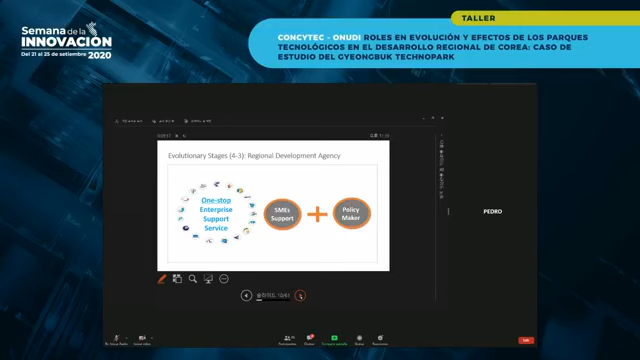 TALLER
Semana de la
INNOVACIÓN
Del 21 al 25 de setiembre 2020
CONCYTEC - ONUDI ROLES EN EVOLUCIÓN Y EFECTOS DE LOS PARQUES
TECNOLÓGICOS EN EL DESARROLLO REGIONAL DE COREA: CASO DE
ESTUDIO DEL GYEONGBUK TECHNOPARK
Evolutionary Stages (4-3): Regional Development Agency
One-stop
Enterprise
Support
Service
SMEs
Support
Policy
Maker
PEDRO